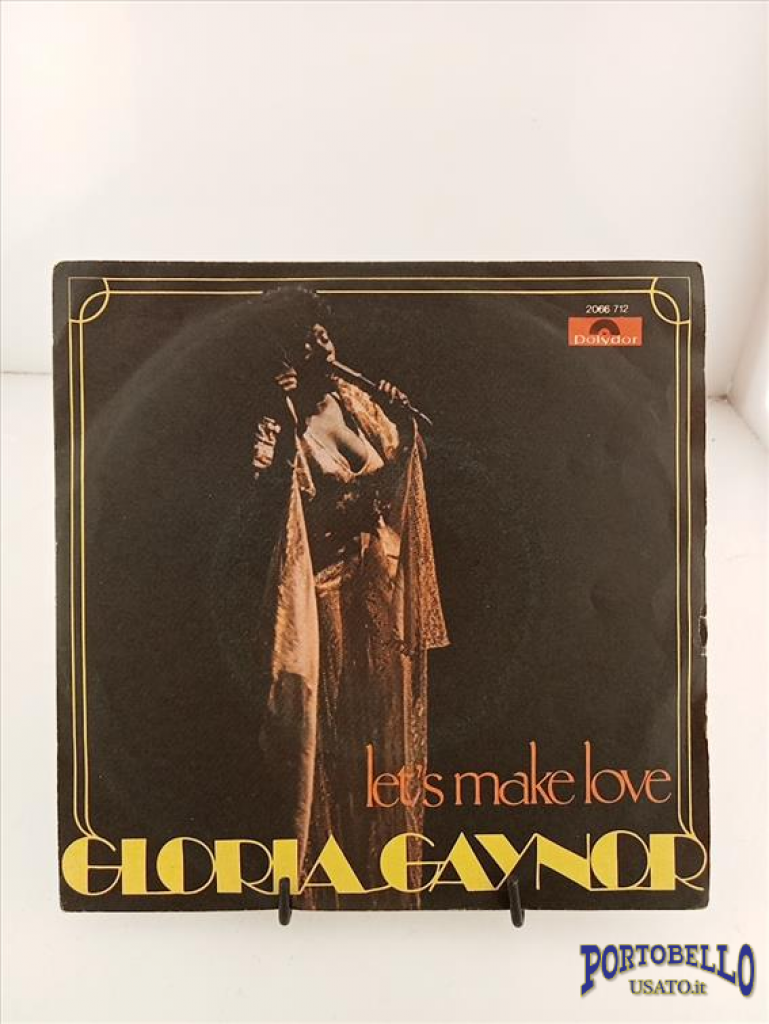 2066 712
Polydor
let's make love
GLORIA GAYNOR
PORTOBELLO
USATO.it